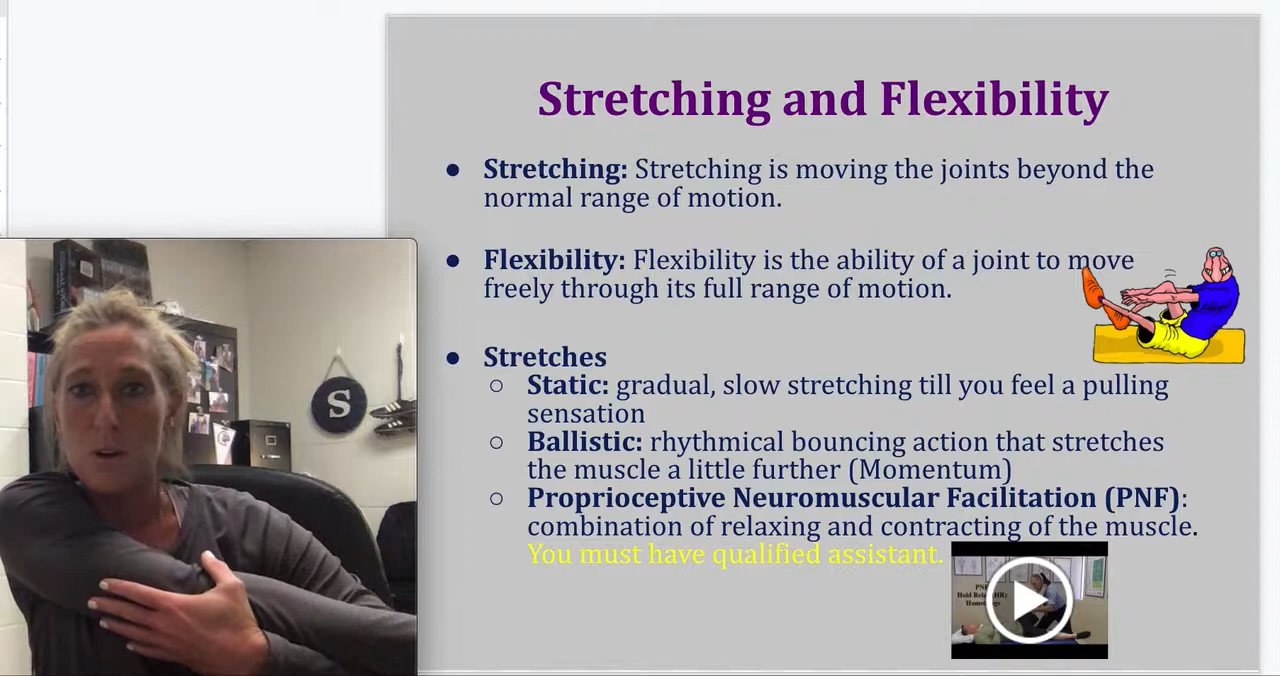 Stretching and Flexibility
● Stretching: Stretching is moving the joints beyond the
normal range of motion.
● Flexibility: Flexibility is the ability of a joint to move
freely through its full range of motion.
● Stretches
○ Static: gradual, slow stretching till you feel a pulling
sensation
○ Ballistic: rhythmical bouncing action that stretches
the muscle a little further (Momentum)
○ Proprioceptive Neuromuscular Facilitation (PNF):
combination of relaxing and contracting of the muscle.
You must have qualified assistant.
S